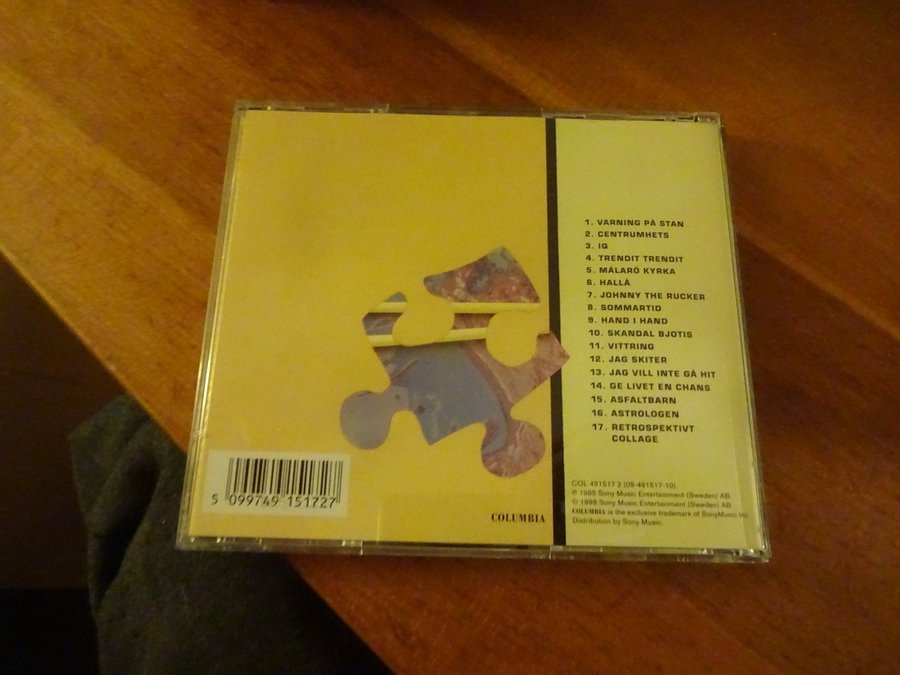 1. VARNING PÅ STAN
2. CENTRUMHETS
3. IQ
4. TRENDIT TRENDIT
5. MÄLARÖ KYRKA
6. HALLÅ
7. JOHNNY THE RUCKER
8. SOMMARTID
9. HAND I HAND
10. SKANDAL BJOTIS
11. VITTRING
12. JAG SKITER
13. JAG VILL INTE GÅ HIT
14. GE LIVET EN CHANS
15. ASFALTBARN
16. ASTROLOGEN
17. RETROSPEKTIVT
COLLAGE
COL 491517 2 (09-491517-10)
℗ 1998 Sony Music Entertainment (Sweden) AB.
© 1998 Sony Music Entertainment (Sweden) AB.
COLUMBIA is the exclusive trademark of Sony Music Inc.
Distribution by Sony Music.
5 099749 151727
COLUMBIA